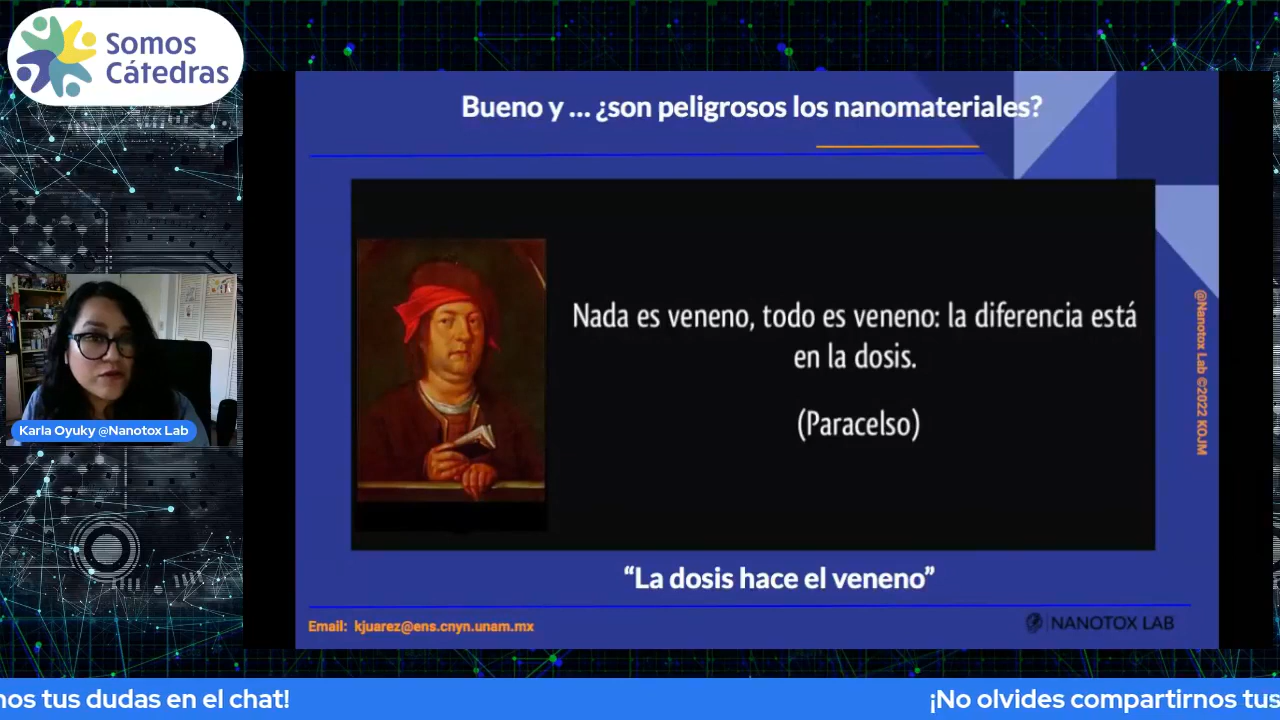 Somos
Cátedras
Bueno y ... ¿son peligrosos los nanomateriales?
Nada es veneno, todo es veneno: la diferencia está
en la dosis.
(Paracelso)
@Nanotox Lab ©2022 KOJM
Karla Oyuky @Nanotox Lab
“La dosis hace el veneno”
Email: kjuarez@ens.cnyn.unam.mx
NANOTOX LAB
nos tus dudas en el chat!
¡No olvides compartirnos tus